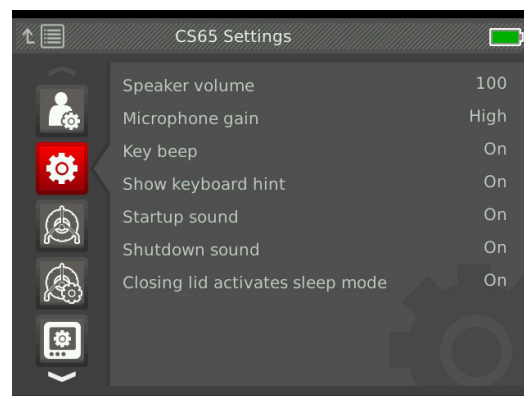 CS65 Settings
Speaker volume 100
Microphone gain High
Key beep On
Show keyboard hint On
Startup sound On
Shutdown sound On
Closing lid activates sleep mode On